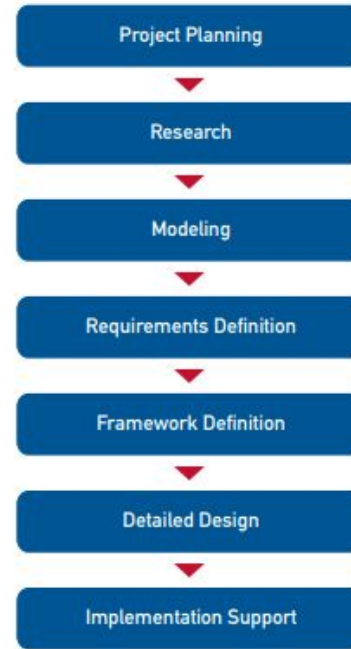 Project Planning
Research
Modeling
Requirements Definition
Framework Definition
Detailed Design
Implementation Support